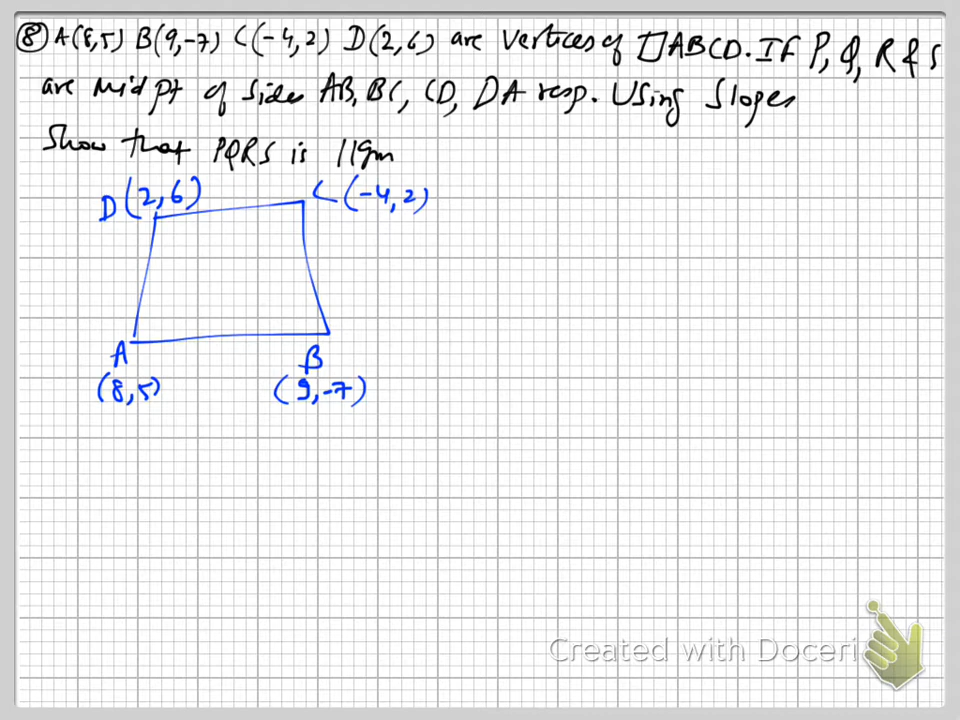 ⑧ A(8,5) B(9,-7) C(-4,2) D(2,6) are vertices of □ABCD. If P, Q, R & S
are mid pt of sides AB, BC, CD, DA resp. Using Slopes
Show that PQRS is ||gm
D(2,6)
C(-4,2)
A
B
(8,5)
(9,-7)
Created with Doceri